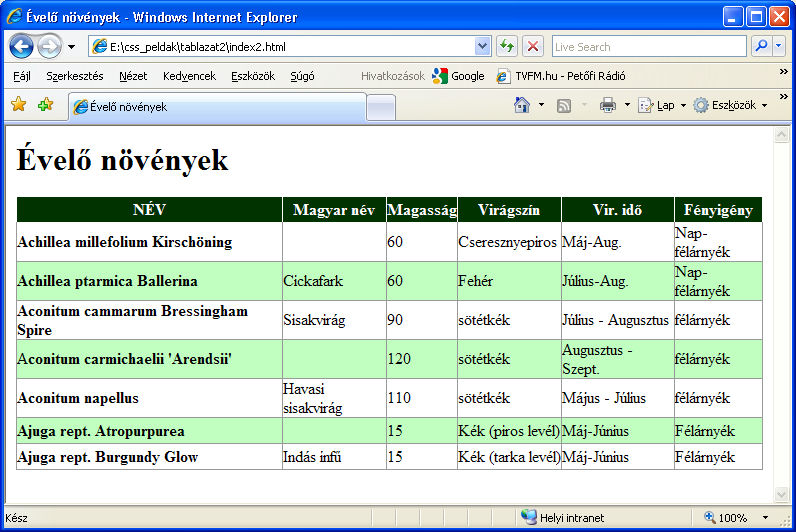 Évelő növények - Windows Internet Explorer
E:\css_peldak\tablazat2\index2.html
Live Search
Fájl Szerkesztés Nézet Kedvencek Eszközök Súgó Hivatkozások Google TVFM.hu - Petőfi Rádió
Évelő növények Lap Eszközök
Évelő növények
NÉV Magyar név Magasság Virágszín Vir. idő Fényigény
Achillea millefolium Kirschöning 60 Cseresznyepiros Máj-Aug. Nap-
félárnyék
Achillea ptarmica Ballerina Cickafark 60 Fehér Július-Aug. Nap-
félárnyék
Aconitum cammarum Bressingham
Spire Sisakvirág 90 sötétkék Július - Augusztus félárnyék
Aconitum carmichaelii 'Arendsii' 120 sötétkék Augusztus -
Szept. félárnyék
Aconitum napellus Havasi
sisakvirág 110 sötétkék Május - Július félárnyék
Ajuga rept. Atropurpurea 15 Kék (piros levél) Máj-Június Félárnyék
Ajuga rept. Burgundy Glow Indás ínfű 15 Kék (tarka levél) Máj-Június Félárnyék
Kész Helyi intranet 100%